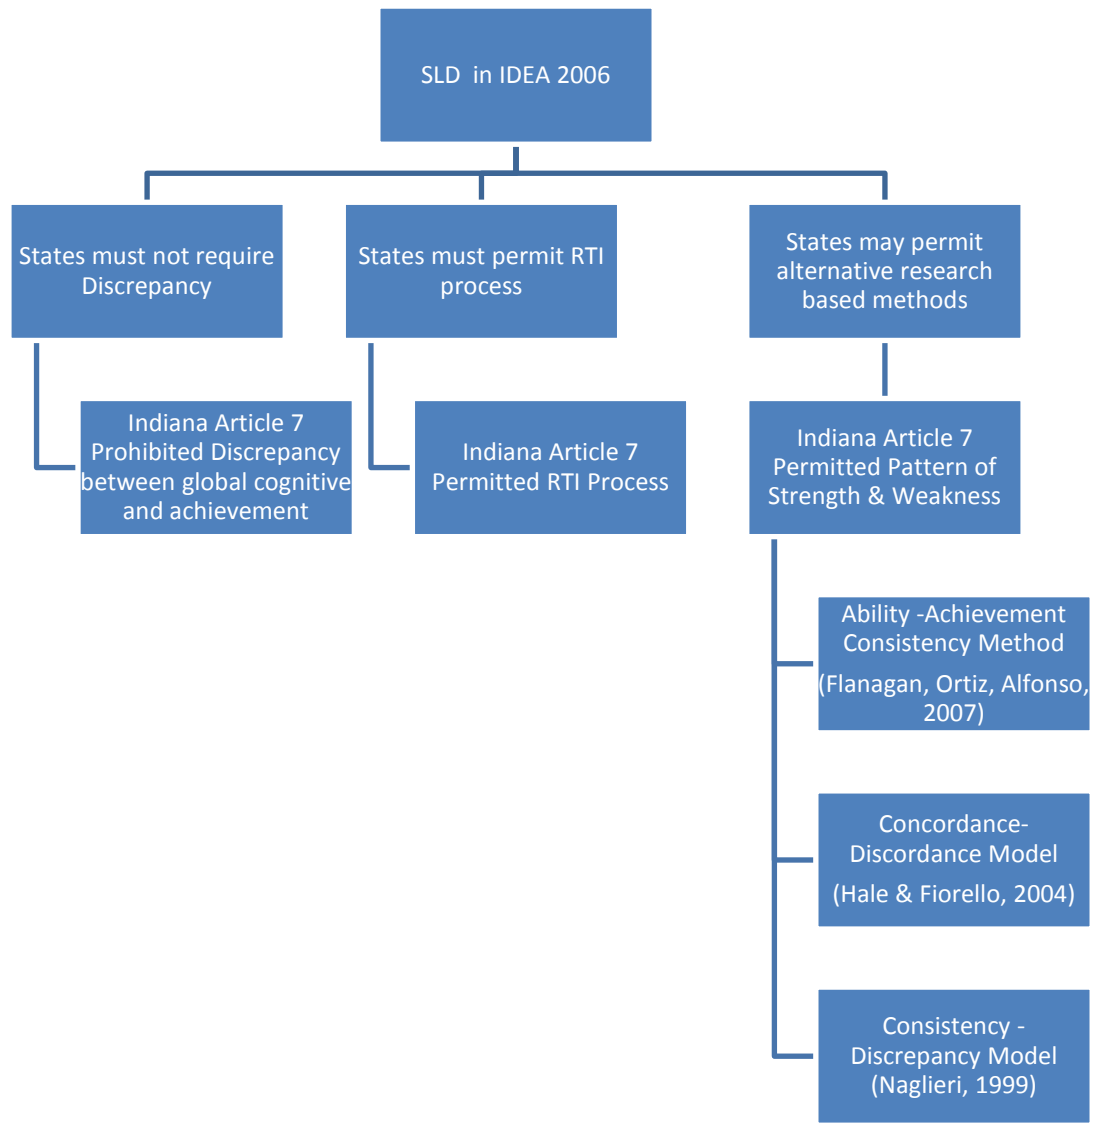 SLD in IDEA 2006
States must not require
Discrepancy
States must permit RTI
process
States may permit
alternative research
based methods
Indiana Article 7
Prohibited Discrepancy
between global cognitive
and achievement
Indiana Article 7
Permitted RTI Process
Indiana Article 7
Permitted Pattern of
Strength & Weakness
Ability -Achievement
Consistency Method
(Flanagan, Ortiz, Alfonso,
2007)
Concordance-
Discordance Model
(Hale & Fiorello, 2004)
Consistency -
Discrepancy Model
(Naglieri, 1999)